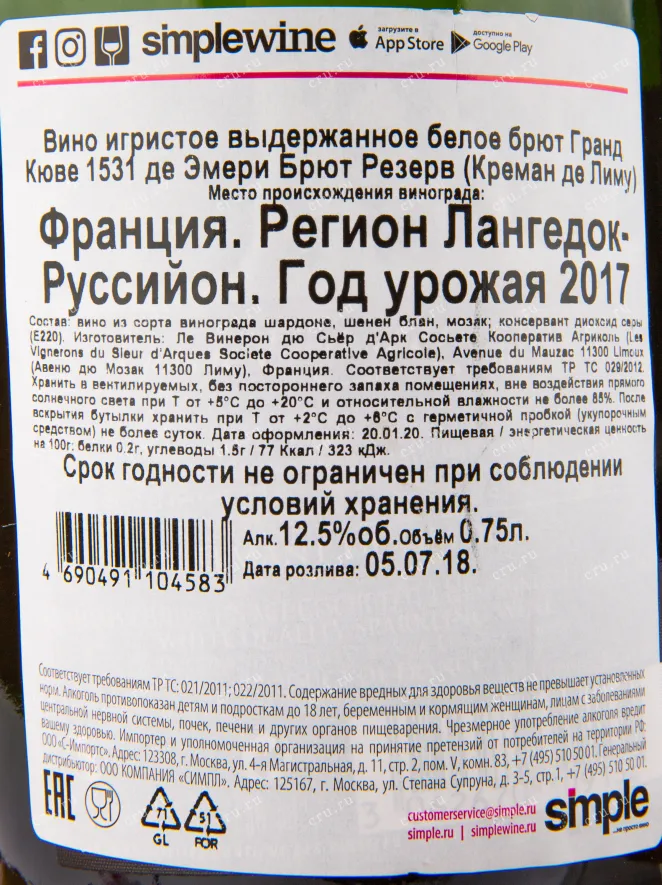 simplewine
загрузите в
App Store
доступно на
Google Play
Вино игристое выдержанное белое брют Гранд
Кюве 1531 де Эмери Брют Резерв (Креман де Лиму)
Место происхождения винограда:
Франция. Регион Лангедок-
Руссийон. Год урожая 2017
Состав: вино из сорта винограда шардоне, шенен блан, мозак; консервант диоксид серы
(E220). Изготовитель: Ле Винерон дю Сьёр д'Арк Сосьете Кооператив Агриколь (Les
Vignerons du Sieur d'Arques Societe Cooperative Agricole), Avenue du Mauzac 11300 Limoux
(Авеню дю Мозак 11300 Лиму), Франция. Соответствует требованиям ТР ТС 029/2012.
Хранить в вентилируемых, без постороннего запаха помещениях, вне воздействия прямого
солнечного света при Т от +5°С до +20°С и относительной влажности не более 85%. После
вскрытия бутылки хранить при Т от +2°С до +6°С с герметичной пробкой (укупорочным
средством) не более суток. Дата оформления: 20.01.20. Пищевая / энергетическая ценность
на 100г: белки 0.2г, углеводы 1.5г / 77 Ккал / 323 кДж.
Срок годности не ограничен при соблюдении
условий хранения.
Алк. 12.5%об. Объём 0.75л.
Дата розлива: 05.07.18.
4 690491 104583
Соответствует требованиям ТР ТС: 021/2011; 022/2011. Содержание вредных для здоровья веществ не превышает установленных
норм. Алкоголь противопоказан детям и подросткам до 18 лет, беременным и кормящим женщинам, лицам с заболеваниями
центральной нервной системы, почек, печени и других органов пищеварения. Чрезмерное употребление алкоголя вредит
вашему здоровью. Импортер и уполномоченная организация на принятие претензий от потребителей на территории РФ:
ООО «С-Импортс», Адрес: 123308, г. Москва, ул. 4-я Магистральная, д. 11, стр. 2, пом. V, комн. 83, +7 (495) 510 50 01. Генеральный
дистрибьютор: ООО КОМПАНИЯ «СИМПЛ». Адрес: 125167, г. Москва, ул. Степана Супруна, д. 3-5, стр.1, +7 (495) 510 50 01.
EAC
71
GL
51
FOR
customerservice@simple.ru
simple.ru | simplewine.ru
simple
...не просто вино